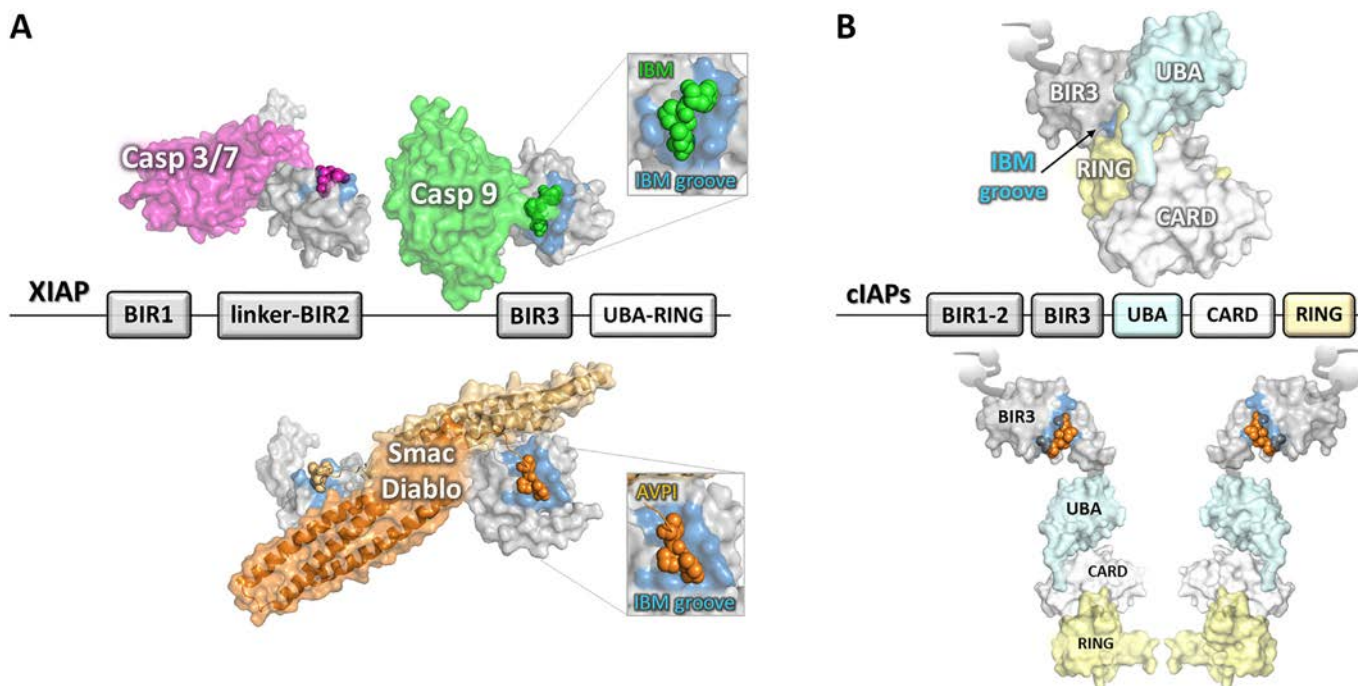 A
Casp 3/7
Casp 9
IBM
IBM groove
XIAP
BIR1
linker-BIR2
BIR3
UBA-RING
Smac
Diablo
AVPI
IBM groove
B
BIR3
UBA
IBM
groove
RING
CARD
cIAPs
BIR1-2
BIR3
UBA
CARD
RING
BIR3
UBA
CARD
RING